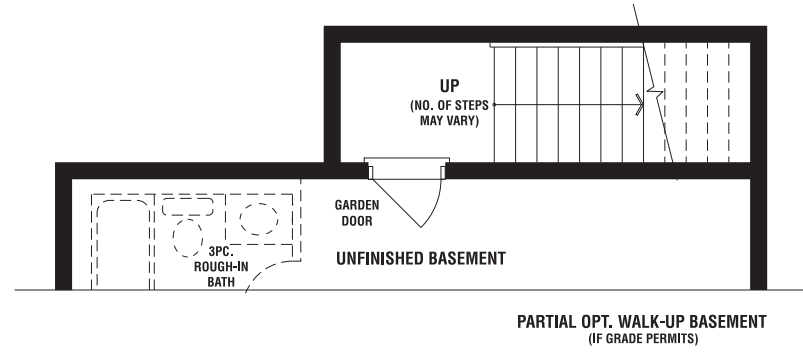 UP
(NO. OF STEPS
MAY VARY)
GARDEN
DOOR
3PC.
ROUGH-IN
BATH
UNFINISHED BASEMENT
PARTIAL OPT. WALK-UP BASEMENT
(IF GRADE PERMITS)